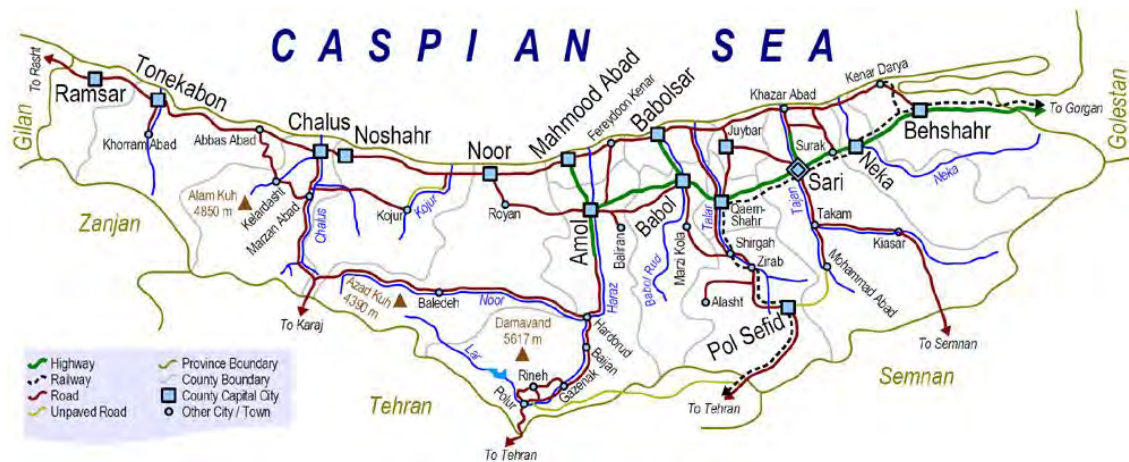 CASPIAN SEA
To Rasht
Ramsar
Tonekabon
Gilan
Khorram Abad
Abbas Abad
Chalus
Noshahr
Noor
Mahmood Abad
Fereydoon Kenar
Babolsar
Juybar
Khazar Abad
Kenar Darya
Surak
Neka
Behshahr
To Gorgan
Golestan
Zanjan
Alam Kuh
4850 m
Kelardasht
Marzan Abad
Chalus
Kojur
Kojur
Royan
Amol
Baliran
Babol
Marzi Kola
Babol Rud
Talar
Qaem-
Shahr
Sari
Tajan
Neka
Takam
Kiasar
Mohammad Abad
Shirgah
Zirab
Alasht
Pol Sefid
To Karaj
Azad Kuh
4390 m
Baladeh
Noor
Haraz
Hardorud
Baijan
Gazenak
Damavand
5617 m
Lar
Rineh
Polur
Tehran
To Tehran
To Tehran
Semnan
To Semnan
Highway
Railway
Road
Unpaved Road
Province Boundary
County Boundary
County Capital City
Other City / Town